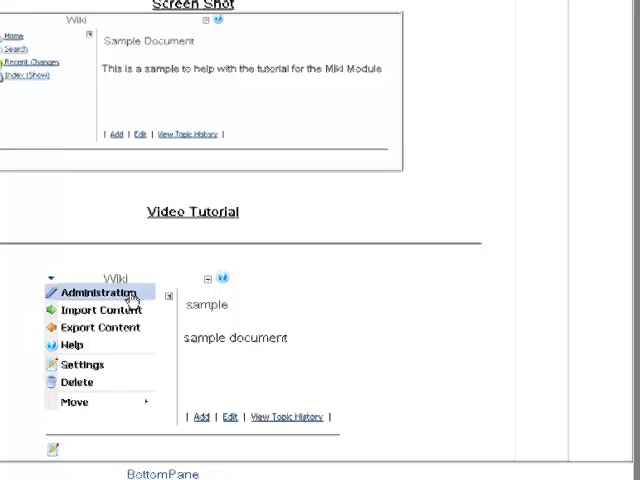 Screen Shot
Wiki
Home
Search
Recent Changes
Index (Show)
Sample Document
This is a sample to help with the tutorial for the Miki Module
| Add | Edit | View Topic History |
Video Tutorial
Wiki
Administration
Import Content
Export Content
Help
Settings
Delete
Move
sample
sample document
| Add | Edit | View Topic History |
BottomPane